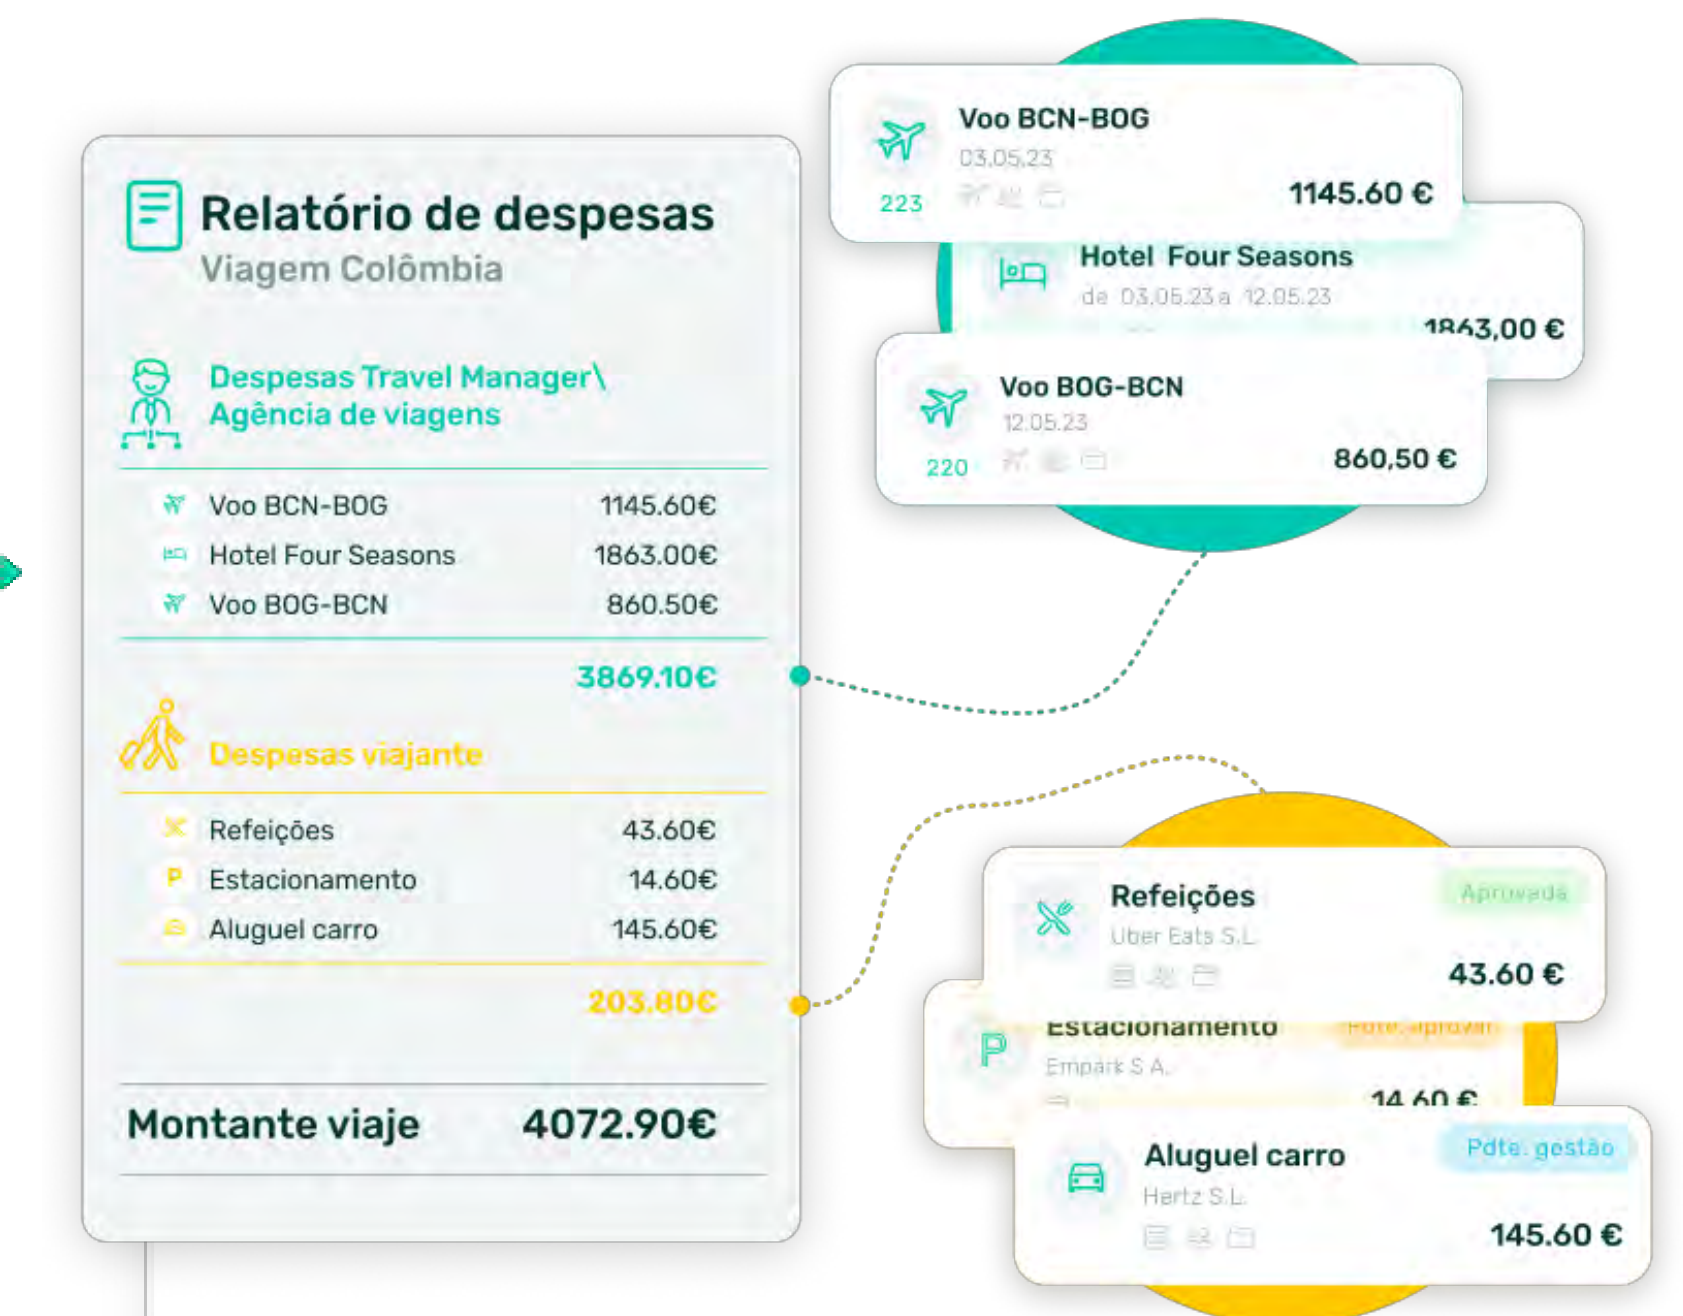 Relatório de despesas
Viagem Colômbia
Despesas Travel Manager\
Agência de viagens
Voo BCN-BOG 1145.60€
Hotel Four Seasons 1863.00€
Voo BOG-BCN 860.50€
3869.10€
Despesas viajante
Refeições 43.60€
P Estacionamento 14.60€
Aluguel carro 145.60€
203.80€
Montante viaje 4072.90€
Voo BCN-BOG
03.05.23
223
1145.60 €
Hotel Four Seasons
de 03.05.23 a 12.05.23
1863,00 €
Voo BOG-BCN
12.05.23
220
860,50 €
Refeições
Aprovada
Uber Eats S.L.
43.60 €
Estacionamento
Pdte. aprovar
P
Empark S.A.
14.60 €
Aluguel carro
Pdte. gestão
Hertz S.L.
145.60 €